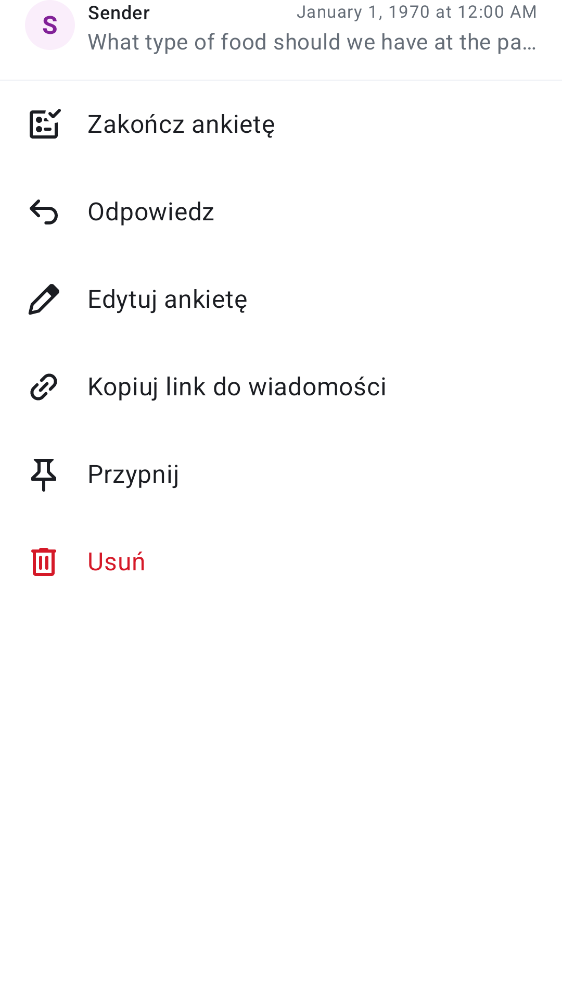 S
Sender
January 1, 1970 at 12:00 AM
What type of food should we have at the pa…
Zakończ ankietę
Odpowiedz
Edytuj ankietę
Kopiuj link do wiadomości
Przypnij
Usuń